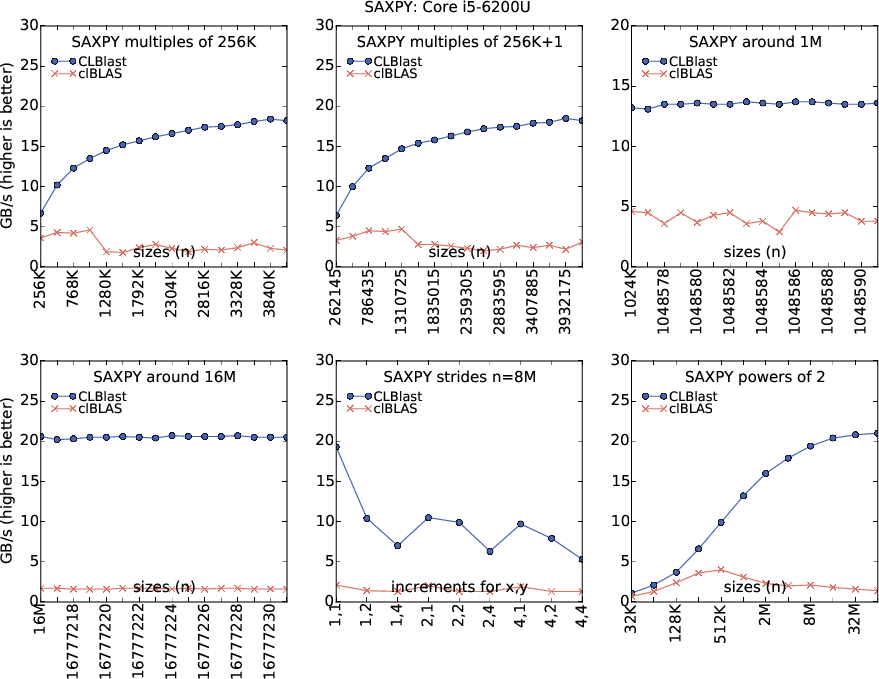 SAXPY: Core i5-6200U
SAXPY multiples of 256K
CLBlast
clBLAS
GB/s (higher is better)
30
25
20
15
10
5
0
sizes (n)
256K
768K
1280K
1792K
2304K
2816K
3328K
3840K
SAXPY multiples of 256K+1
CLBlast
clBLAS
30
25
20
15
10
5
0
sizes (n)
262145
786435
1310725
1835015
2359305
2883595
3407885
3932175
SAXPY around 1M
CLBlast
clBLAS
20
15
10
5
0
sizes (n)
1024K
1048578
1048580
1048582
1048584
1048586
1048588
1048590
SAXPY around 16M
CLBlast
clBLAS
GB/s (higher is better)
30
25
20
15
10
5
0
sizes (n)
16M
16777218
16777220
16777222
16777224
16777226
16777228
16777230
SAXPY strides n=8M
CLBlast
clBLAS
30
25
20
15
10
5
0
increments for x,y
1,1
1,2
1,4
2,1
2,2
2,4
4,1
4,2
4,4
SAXPY powers of 2
CLBlast
clBLAS
30
25
20
15
10
5
0
sizes (n)
32K
128K
512K
2M
8M
32M